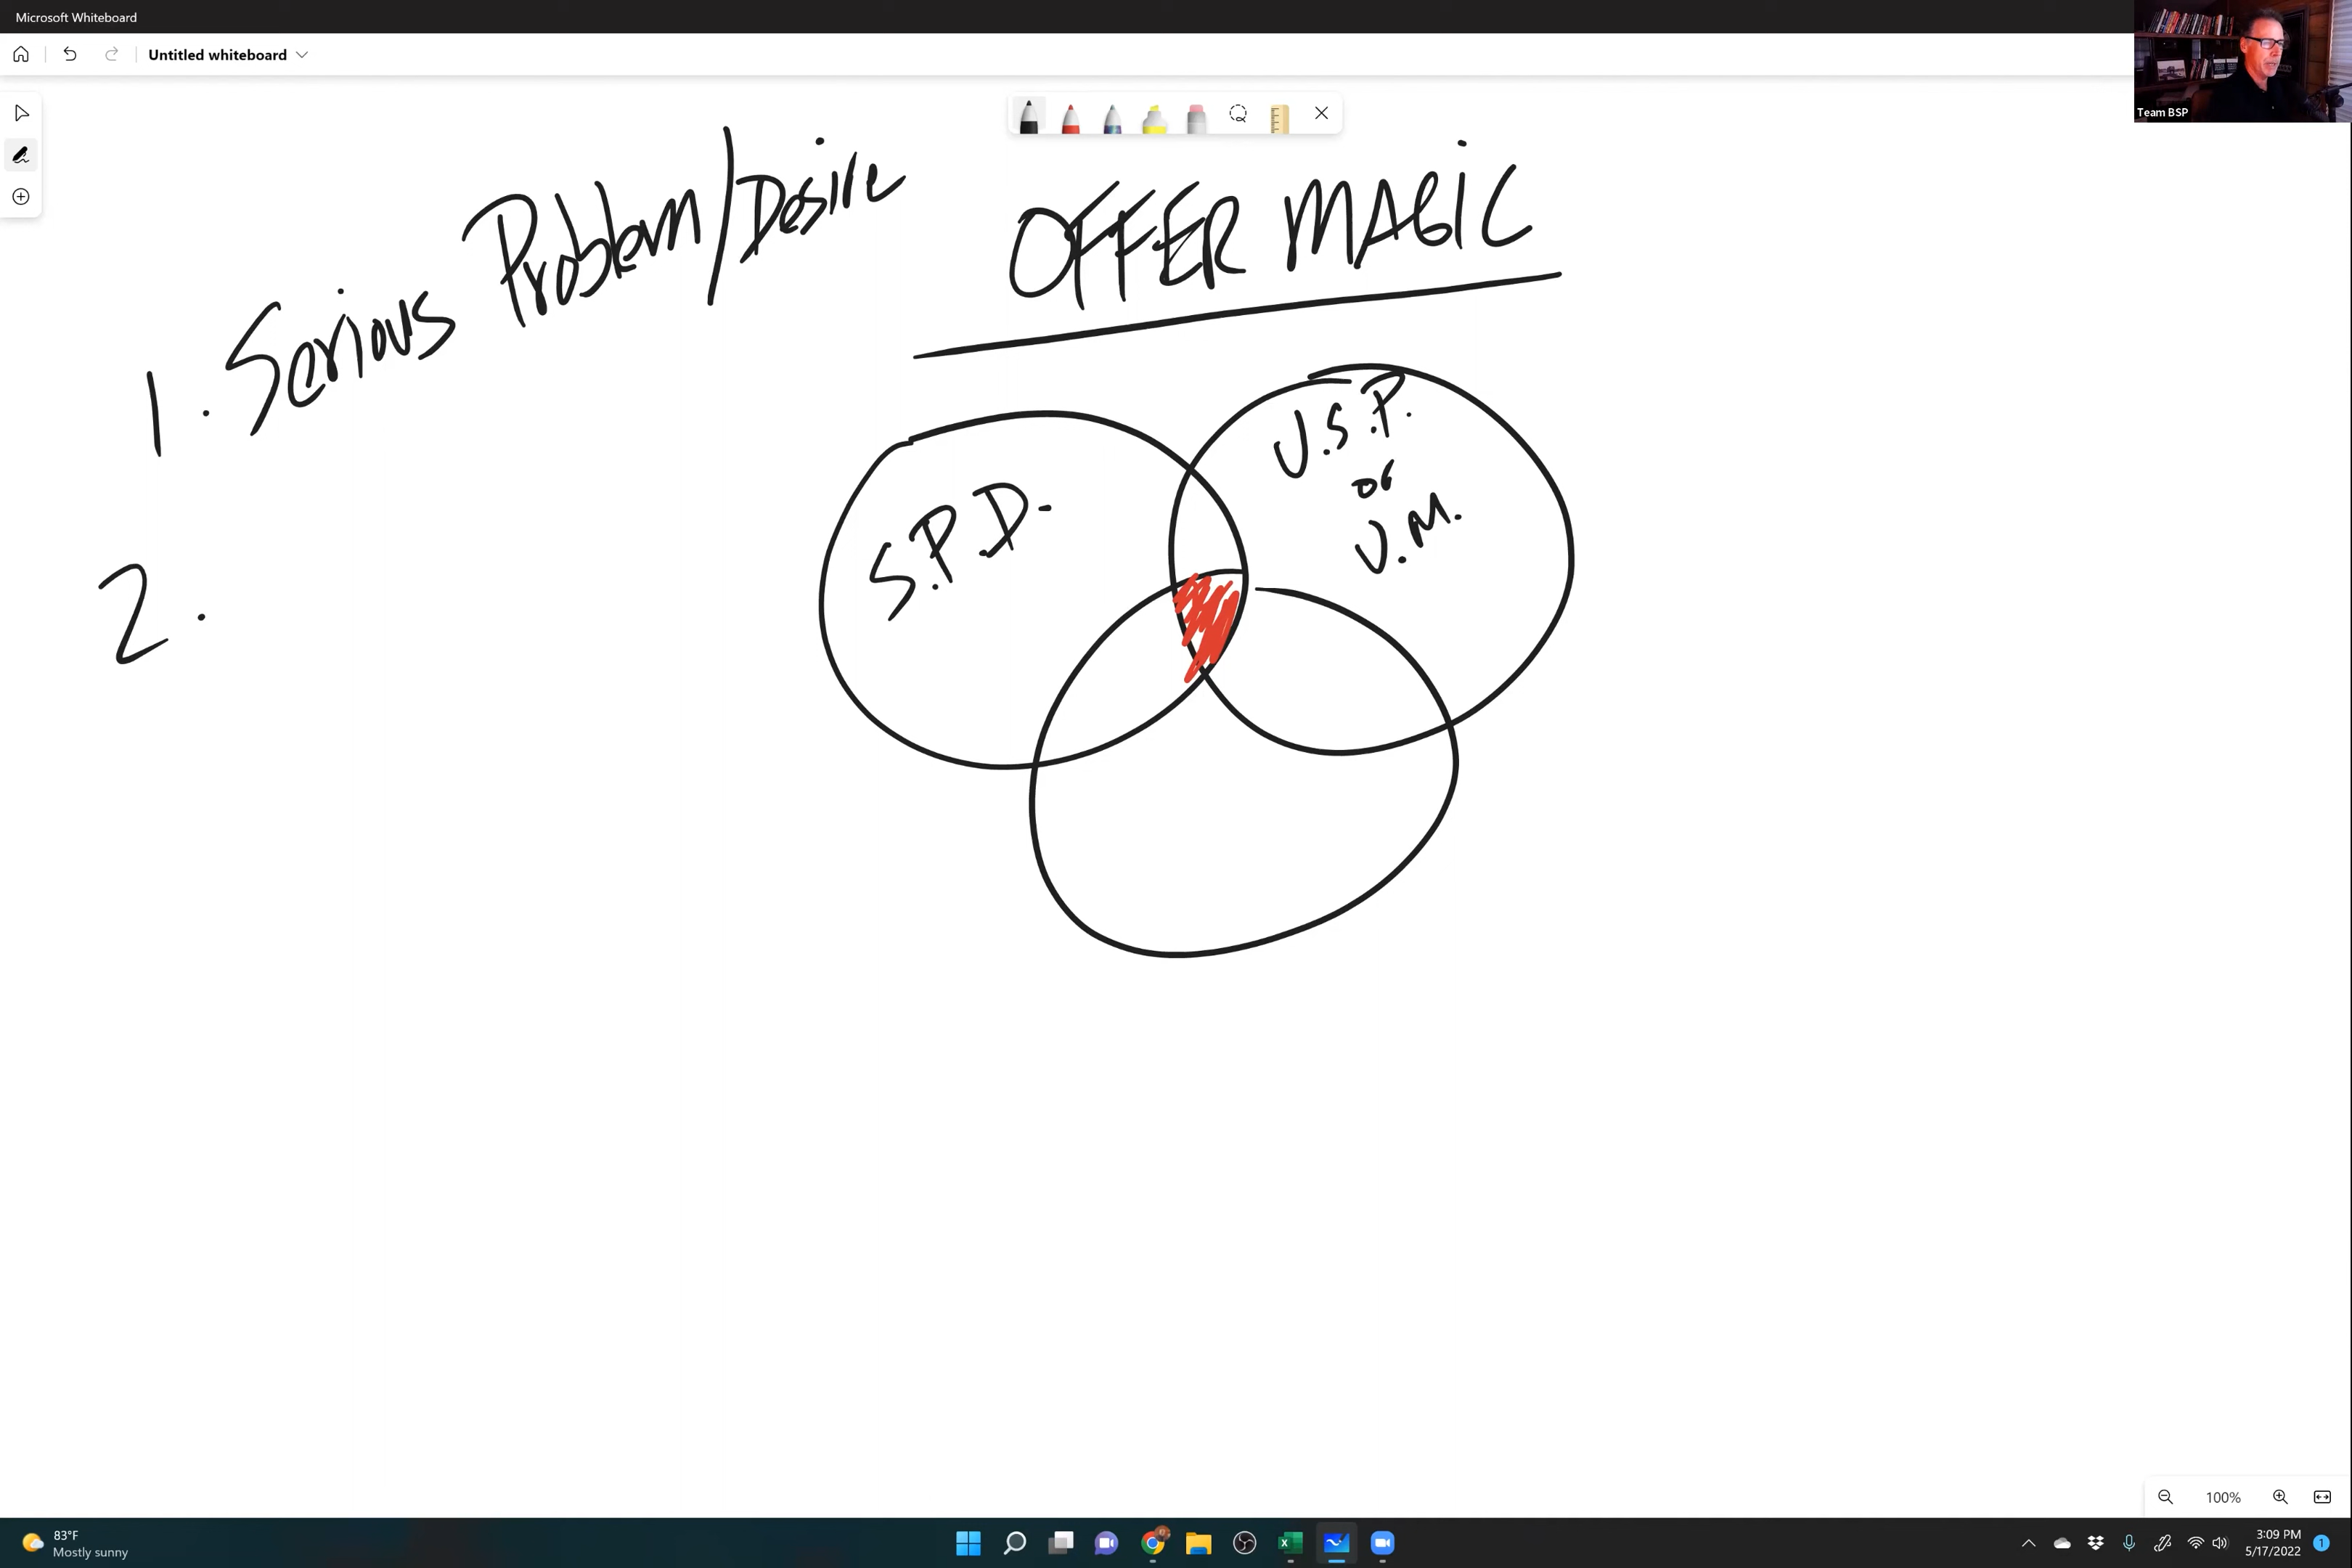 Microsoft Whiteboard
Untitled whiteboard
Team BSP
OFFER MAGiC
1. Serious Problem/Desire
2.
S.P.D.
U.S.P.
or
U.M.
100%
83°F
Mostly sunny
3:09 PM
5/17/2022
1